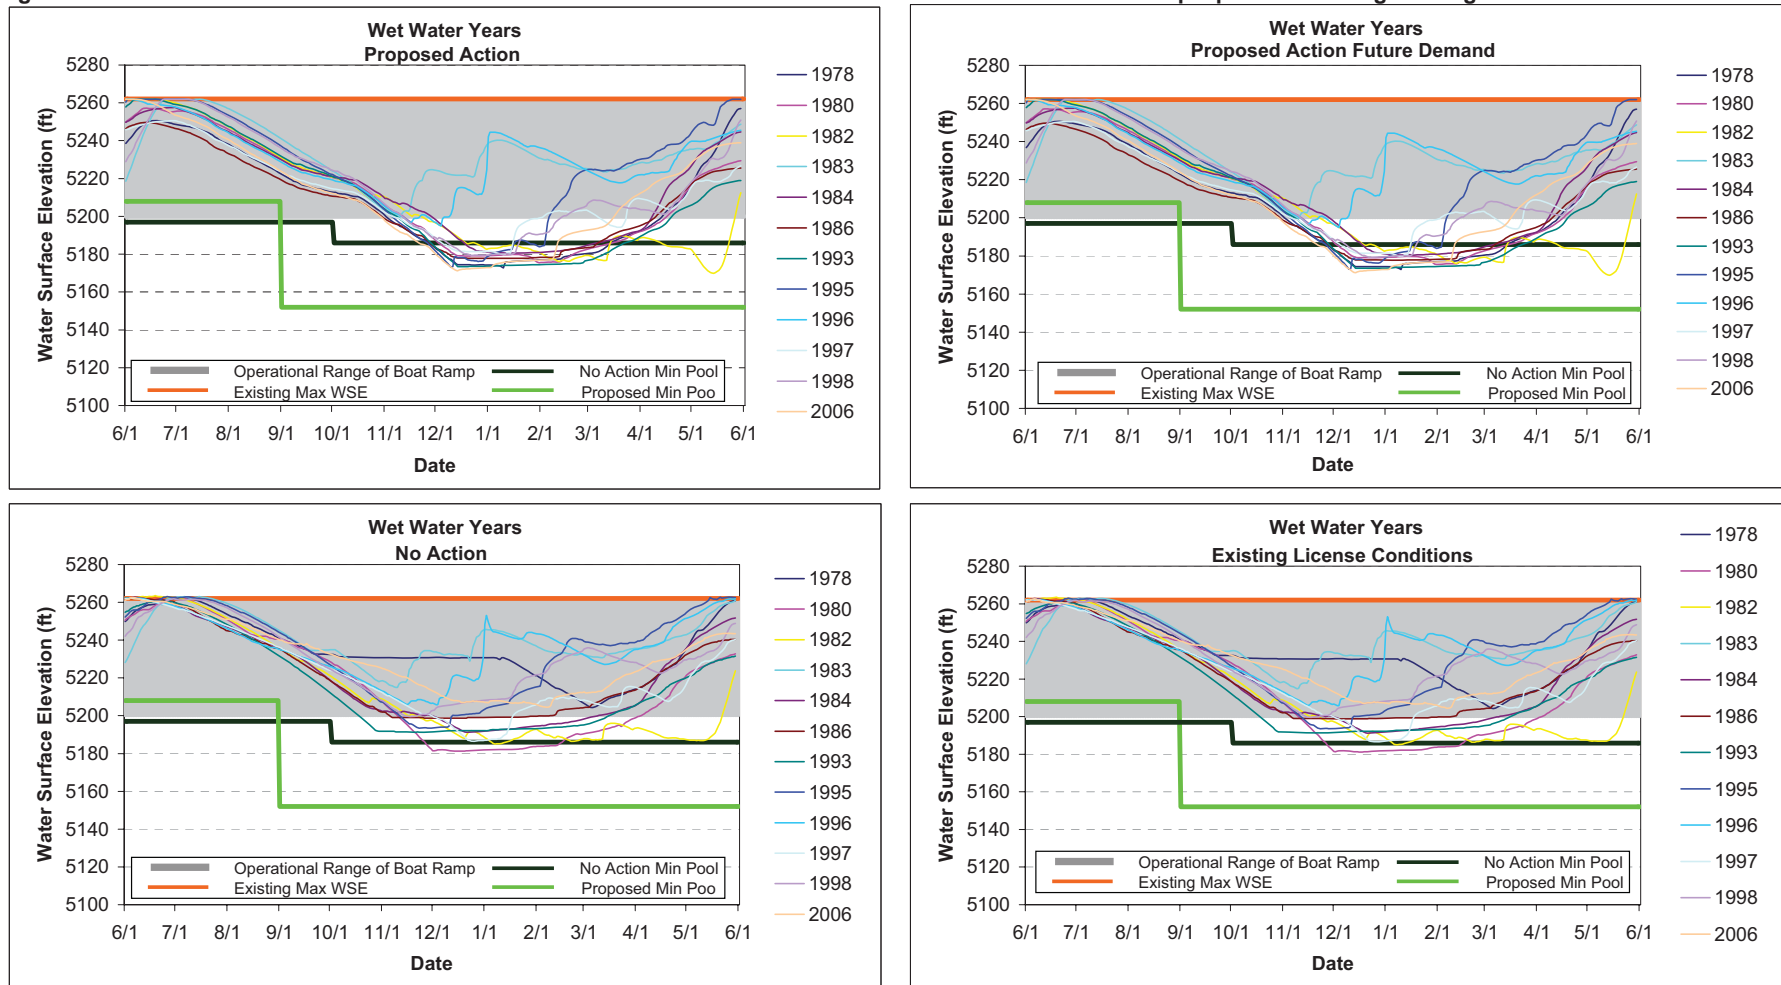 Wet Water Years
Proposed Action
Water Surface Elevation (ft)
5280
5260
5240
5220
5200
5180
5160
5140
5120
5100
Operational Range of Boat Ramp
No Action Min Pool
Existing Max WSE
Proposed Min Poo
6/1 7/1 8/1 9/1 10/1 11/1 12/1 1/1 2/1 3/1 4/1 5/1 6/1
Date
1978
1980
1982
1983
1984
1986
1993
1995
1996
1997
1998
2006
Wet Water Years
Proposed Action Future Demand
Water Surface Elevation (ft)
5280
5260
5240
5220
5200
5180
5160
5140
5120
5100
Operational Range of Boat Ramp
No Action Min Pool
Existing Max WSE
Proposed Min Pool
6/1 7/1 8/1 9/1 10/1 11/1 12/1 1/1 2/1 3/1 4/1 5/1 6/1
Date
1978
1980
1982
1983
1984
1986
1993
1995
1996
1997
1998
2006
Wet Water Years
No Action
Water Surface Elevation (ft)
5280
5260
5240
5220
5200
5180
5160
5140
5120
5100
Operational Range of Boat Ramp
No Action Min Pool
Existing Max WSE
Proposed Min Poo
6/1 7/1 8/1 9/1 10/1 11/1 12/1 1/1 2/1 3/1 4/1 5/1 6/1
Date
1978
1980
1982
1983
1984
1986
1993
1995
1996
1997
1998
2006
Wet Water Years
Existing License Conditions
Water Surface Elevation (ft)
5280
5260
5240
5220
5200
5180
5160
5140
5120
5100
Operational Range of Boat Ramp
No Action Min Pool
Existing Max WSE
Proposed Min Pool
6/1 7/1 8/1 9/1 10/1 11/1 12/1 1/1 2/1 3/1 4/1 5/1 6/1
Date
1978
1980
1982
1983
1984
1986
1993
1995
1996
1997
1998
2006